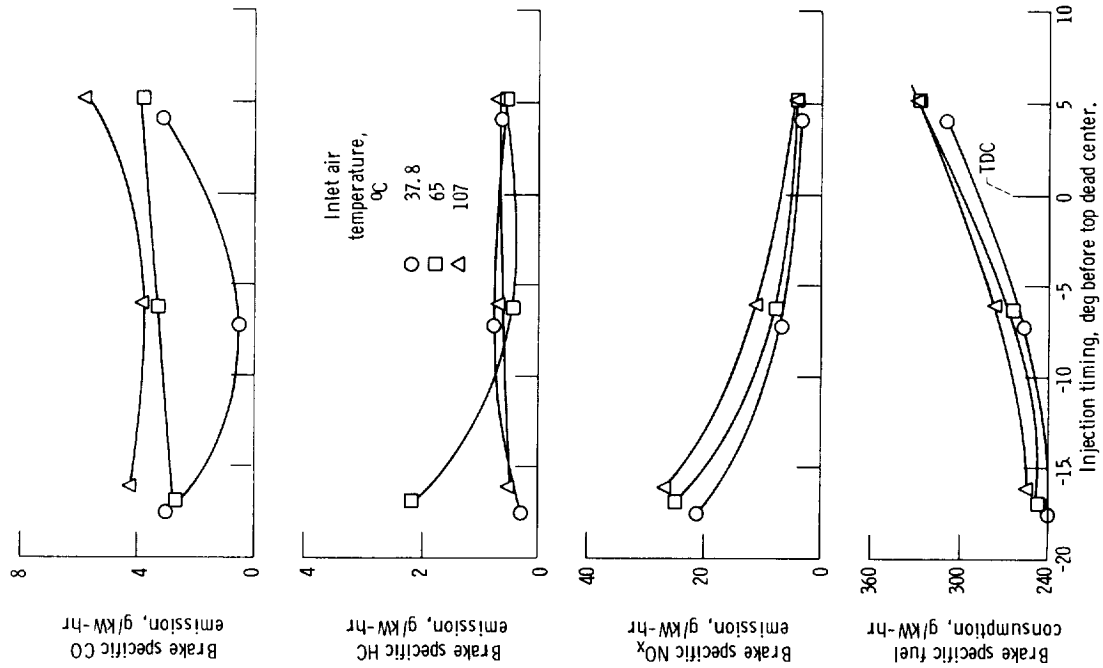 Brake specific CO
emission, g/kW-hr
8
4
0
Brake specific HC
emission, g/kW-hr
2
0
Inlet air
temperature,
°C
37.8
65
107
Brake specific NOx
emission, g/kW-hr
40
20
0
Brake specific fuel
consumption, g/kW-hr
360
300
240
TDC
-20
-15
-10
-5
0
5
10
Injection timing, deg before top dead center.